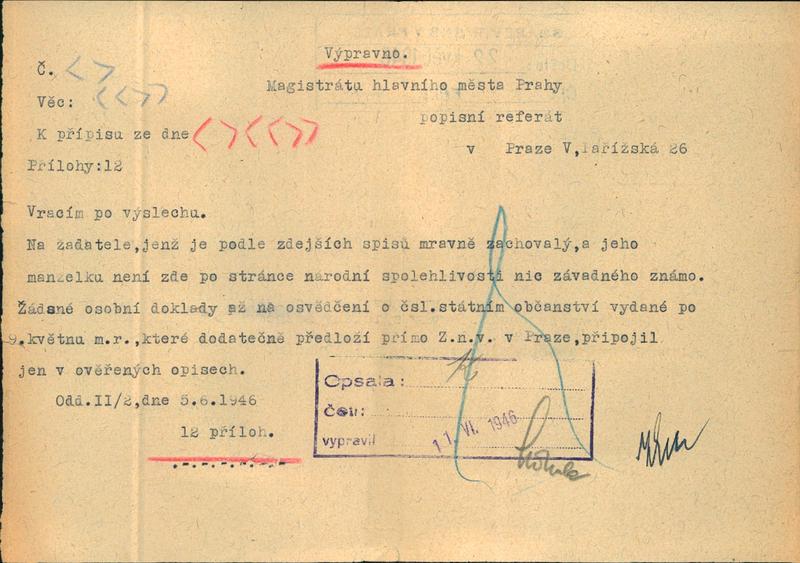 Výpravno.
Č.
Magistrátu hlavního města Prahy
Věc:
popisní referát
K přípisu ze dne
v Praze V, Pařížská 26
Přílohy:12
Vracím po výslechu.
Na žadatele,jenž je podle zdejších spisů mravně zachovalý,a jeho
manželku není zde po stránce národní spolehlivosti nic závadného známo.
Žádané osobní doklady až na osvědčení o čsl.státním občanství vydané po
9.květnu m.r.,které dodatečně předloží přímo Z.n.v. v Praze,připojil
jen v ověřených opisech.
Odd.II/2,dne 5.6.1946
12 příloh.
Opsala:
Četl:
vypravil 11. VI. 1946